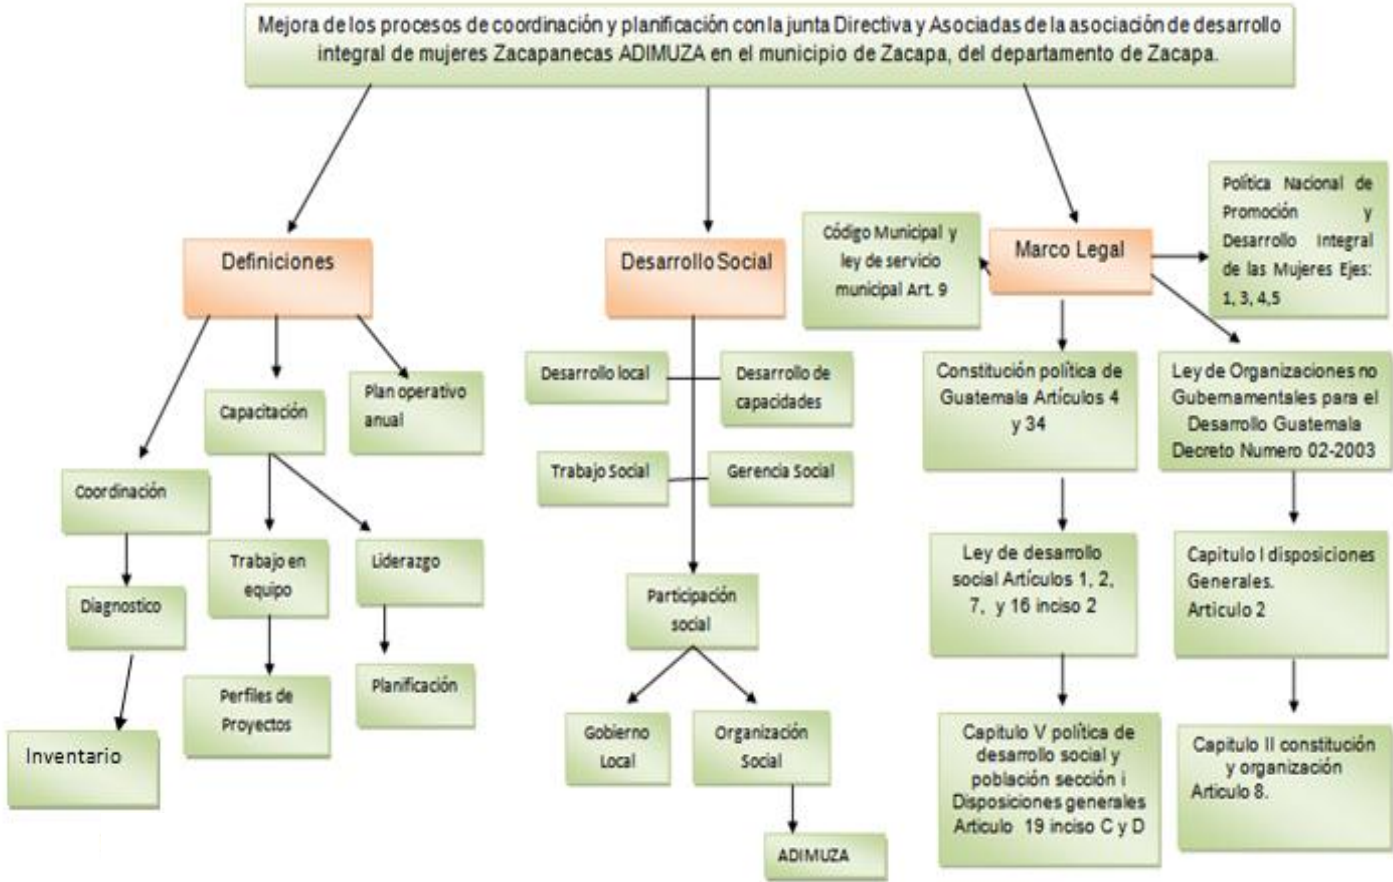 Mejora de los procesos de coordinación y planificación con la junta Directiva y Asociadas de la asociación de desarrollo
integral de mujeres Zacapanecas ADIMUZA en el municipio de Zacapa, del departamento de Zacapa.
Definiciones
Coordinación
Diagnostico
Inventario
Capacitación
Trabajo en
equipo
Perfiles de
Proyectos
Liderazgo
Planificación
Plan operativo
anual
Desarrollo Social
Desarrollo local
Desarrollo de
capacidades
Trabajo Social
Gerencia Social
Participación
social
Gobierno
Local
Organización
Social
ADIMUZA
Marco Legal
Código Municipal y
ley de servicio
municipal Art. 9
Política Nacional de
Promoción y
Desarrollo Integral
de las Mujeres Ejes:
1, 3, 4,5
Constitución política de
Guatemala Artículos 4
y 34
Ley de desarrollo
social Artículos 1, 2,
7, y 16 inciso 2
Capitulo V política de
desarrollo social y
población sección i
Disposiciones generales
Articulo 19 inciso C y D
Ley de Organizaciones no
Gubernamentales para el
Desarrollo Guatemala
Decreto Numero 02-2003
Capitulo I disposiciones
Generales.
Articulo 2
Capitulo II constitución
y organización
Articulo 8.